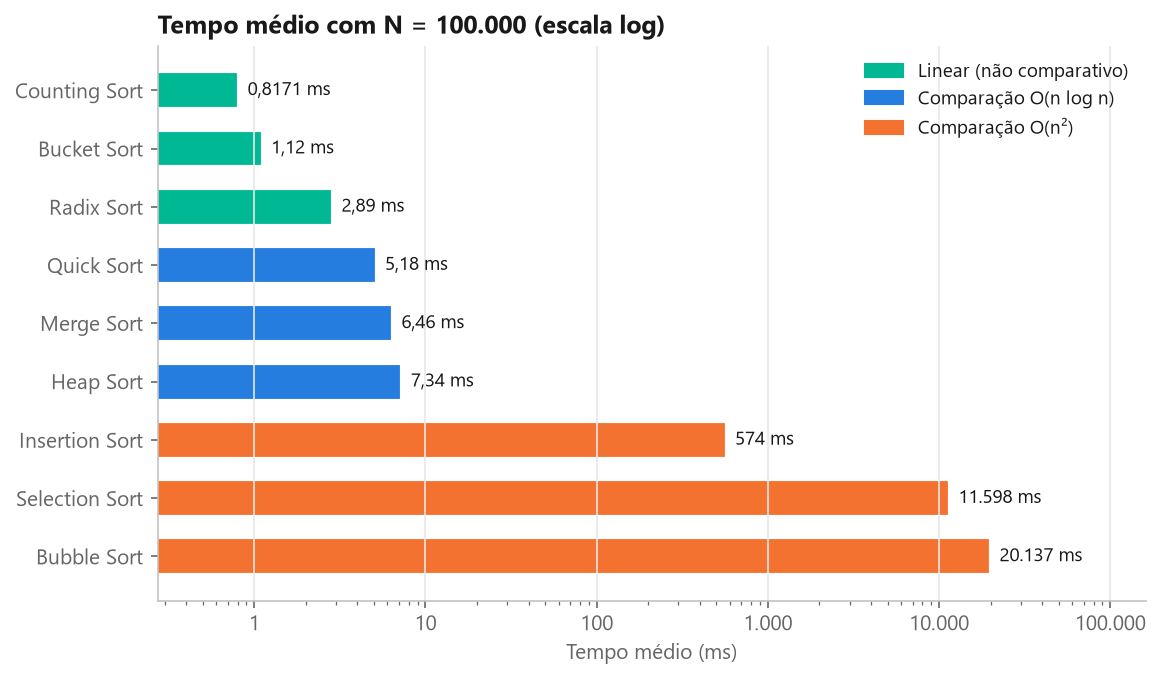 Tempo médio com N = 100.000 (escala log)
Linear (não comparativo)
Comparação O(n log n)
Comparação O(n²)
Counting Sort 0,8171 ms
Bucket Sort 1,12 ms
Radix Sort 2,89 ms
Quick Sort 5,18 ms
Merge Sort 6,46 ms
Heap Sort 7,34 ms
Insertion Sort 574 ms
Selection Sort 11.598 ms
Bubble Sort 20.137 ms
1 10 100 1.000 10.000 100.000
Tempo médio (ms)